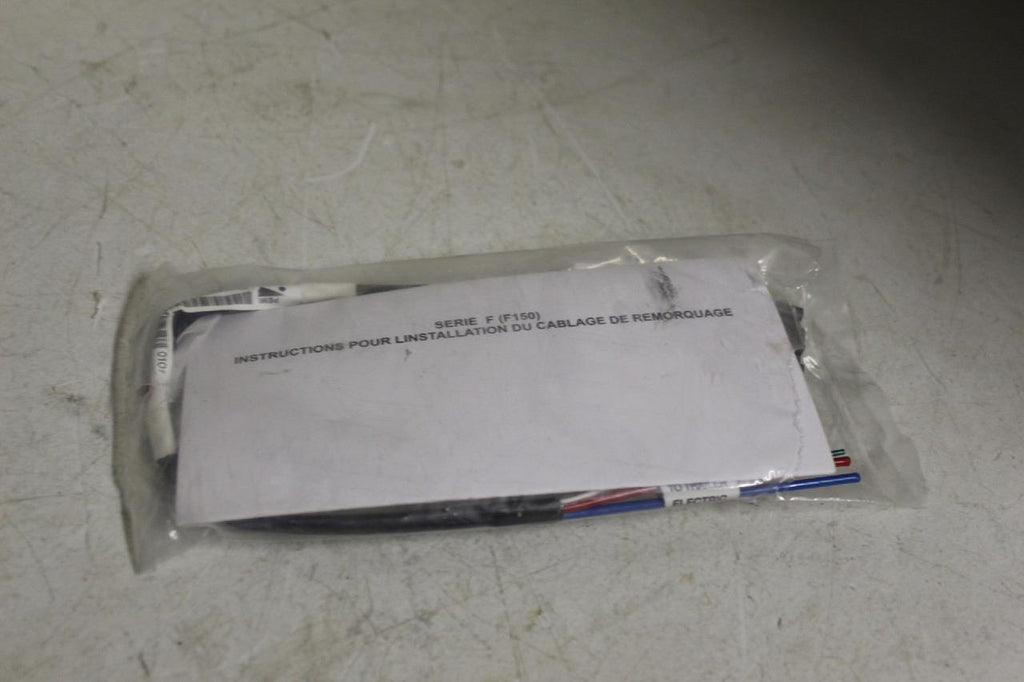 SERIE F (F150)
INSTRUCTIONS POUR LINSTALLATION DU CABLAGE DE REMORQUAGE
ELECTRIC